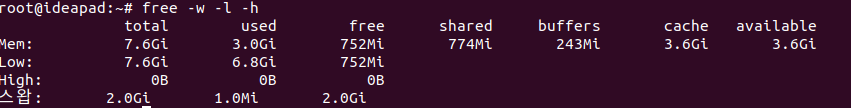 root@ideapad:~# free -w -l -h
total used free shared buffers cache available
Mem: 7.6Gi 3.0Gi 752Mi 774Mi 243Mi 3.6Gi 3.6Gi
Low: 7.6Gi 6.8Gi 752Mi
High: 0B 0B 0B
스왑: 2.0Gi 1.0Mi 2.0Gi